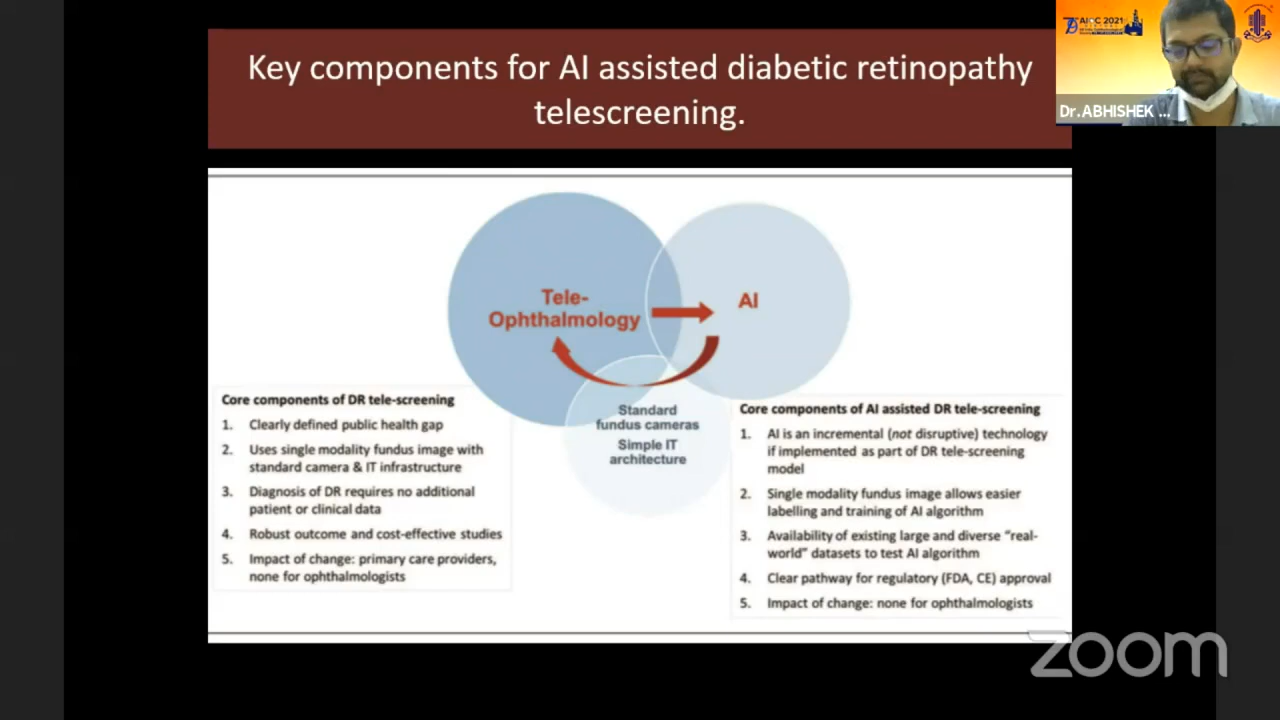 Key components for AI assisted diabetic retinopathy
telescreening.
AIOC 2021
Dr.ABHISHEK ...
Tele-
Ophthalmology
AI
Standard
fundus cameras
Simple IT
architecture
Core components of DR tele-screening
1. Clearly defined public health gap
2. Uses single modality fundus image with
standard camera & IT infrastructure
3. Diagnosis of DR requires no additional
patient or clinical data
4. Robust outcome and cost-effective studies
5. Impact of change: primary care providers,
none for ophthalmologists
Core components of AI assisted DR tele-screening
1. AI is an incremental (not disruptive) technology
if implemented as part of DR tele-screening
model
2. Single modality fundus image allows easier
labelling and training of AI algorithm
3. Availability of existing large and diverse “real-
world” datasets to test AI algorithm
4. Clear pathway for regulatory (FDA, CE) approval
5. Impact of change: none for ophthalmologists
zoom